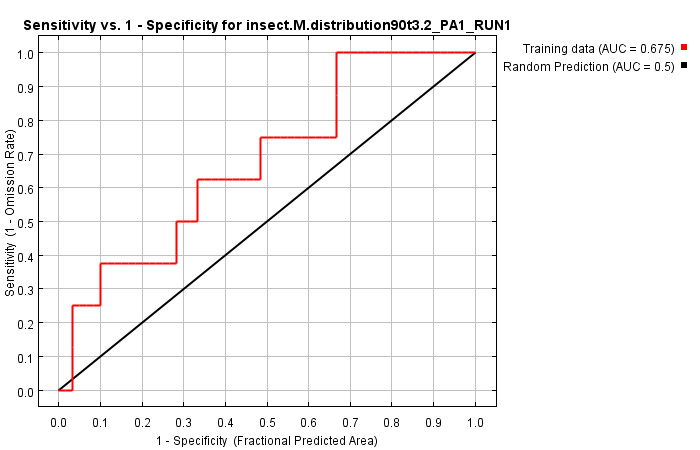 Sensitivity vs. 1 - Specificity for insect.M.distribution90t3.2_PA1_RUN1
Training data (AUC = 0.675)
Random Prediction (AUC = 0.5)
Sensitivity (1 - Omission Rate)
1.0
0.9
0.8
0.7
0.6
0.5
0.4
0.3
0.2
0.1
0.0
0.0 0.1 0.2 0.3 0.4 0.5 0.6 0.7 0.8 0.9 1.0
1 - Specificity (Fractional Predicted Area)